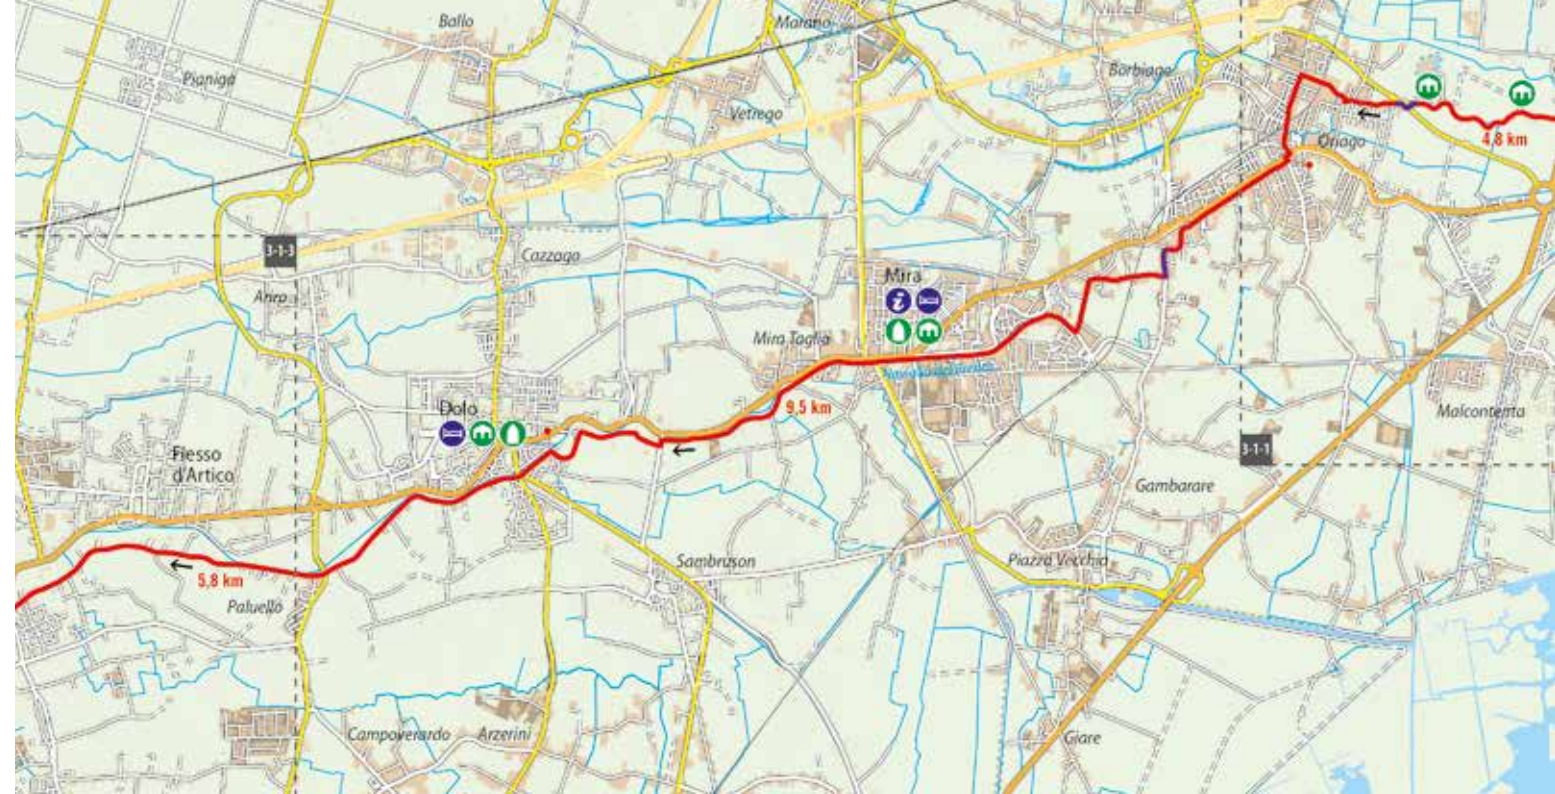 Ballo
Marano
Pianiga
Borbiago
Vetrego
Oriago
4,8 km
3-1-3
Cazzago
Mira
i
Mira Taglio
9,5 km
Dolo
Malcontenta
3-1-1
Fiesso
d'Artico
Gambarare
Sambruson
Piazza Vecchia
5,8 km
Paluello
Campoverardo
Arzerini
Giare